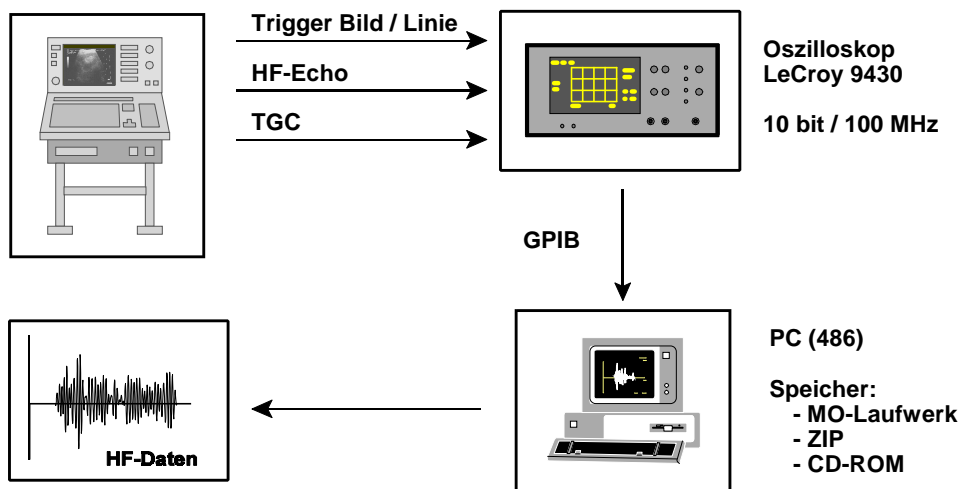 Trigger Bild / Linie
HF-Echo
TGC
Oszilloskop
LeCroy 9430
10 bit / 100 MHz
GPIB
HF-Daten
PC (486)
Speicher:
- MO-Laufwerk
- ZIP
- CD-ROM